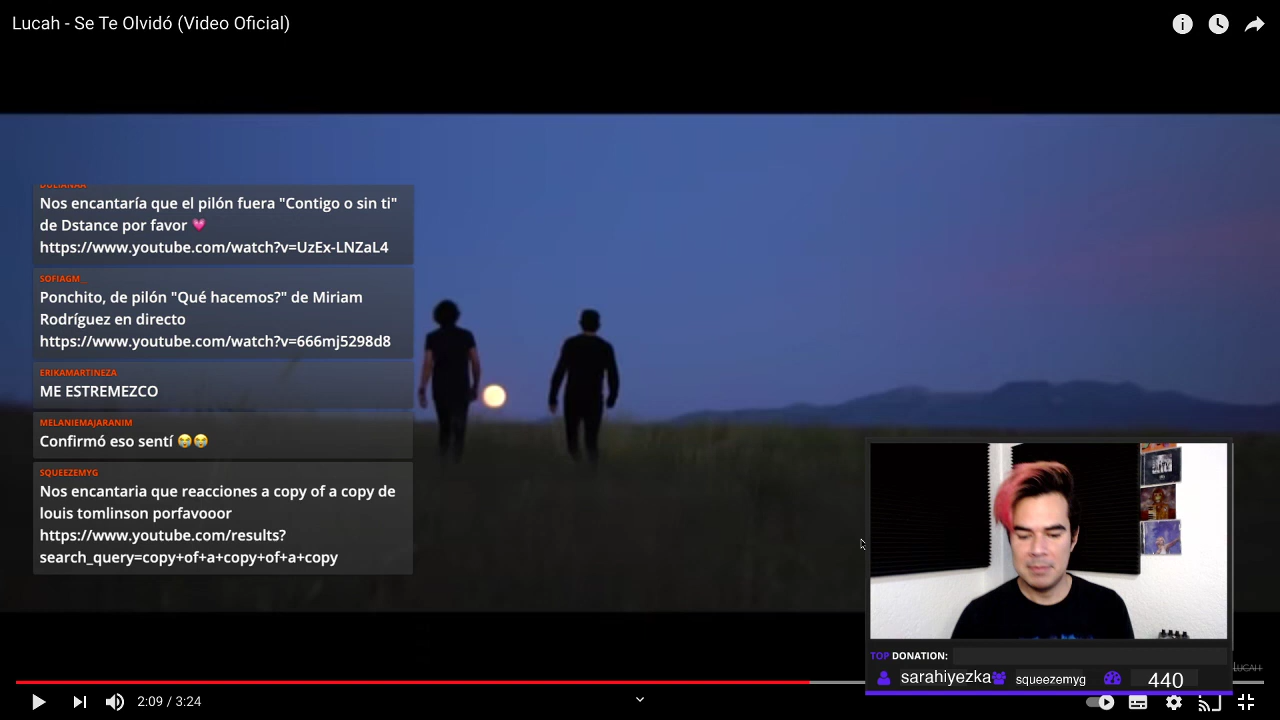 Lucah - Se Te Olvidó (Video Oficial)
DULIANAA
Nos encantaría que el pilón fuera "Contigo o sin ti"
de Dstance por favor 💗
https://www.youtube.com/watch?v=UzEx-LNZaL4
SOFIAGM_
Ponchito, de pilón "Qué hacemos?" de Miriam
Rodríguez en directo
https://www.youtube.com/watch?v=666mj5298d8
ERIKAMARTINEZA
ME ESTREMEZCO
MELANIEMAJARANIM
Confirmó eso sentí 😭😭
SQUEEZEMYG
Nos encantaria que reacciones a copy of a copy de
louis tomlinson porfavooor
https://www.youtube.com/results?
search_query=copy+of+a+copy+of+a+copy
TOP DONATION:
sarahiyezka squeezemyg 440
LUCAH
2:09 / 3:24